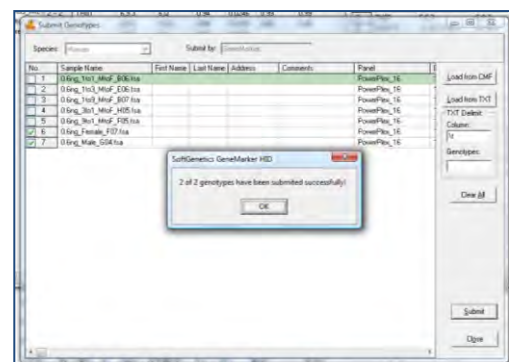 Submit Genotypes
Species: Human Submit by: GeneMarker
No. Sample Name First Name Last Name Address Comments Panel
1 0.6ng_1to1_MtoF_B06.fsa PowerPlex_16
2 0.6ng_1to3_MtoF_E06.fsa PowerPlex_16
3 0.6ng_1to9_MtoF_B07.fsa PowerPlex_16
4 0.6ng_3to1_MtoF_H05.fsa PowerPlex_16
5 0.6ng_9to1_MtoF_F05.fsa PowerPlex_16
6 0.6ng_Female_F07.fsa PowerPlex_16
7 0.6ng_Male_G04.fsa PowerPlex_16
Load from CMF
Load from TXT
TXT Delimit
Column:
\t
Genotypes:
Clear All
SoftGenetics GeneMarker HID
2 of 2 genotypes have been submitted successfully!
OK
Submit
Close